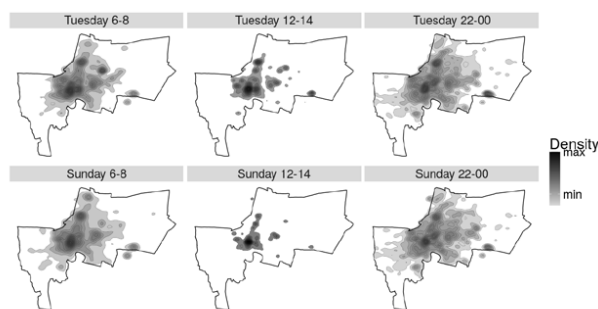 Tuesday 6-8
Tuesday 12-14
Tuesday 22-00
Sunday 6-8
Sunday 12-14
Sunday 22-00
Density
max
min